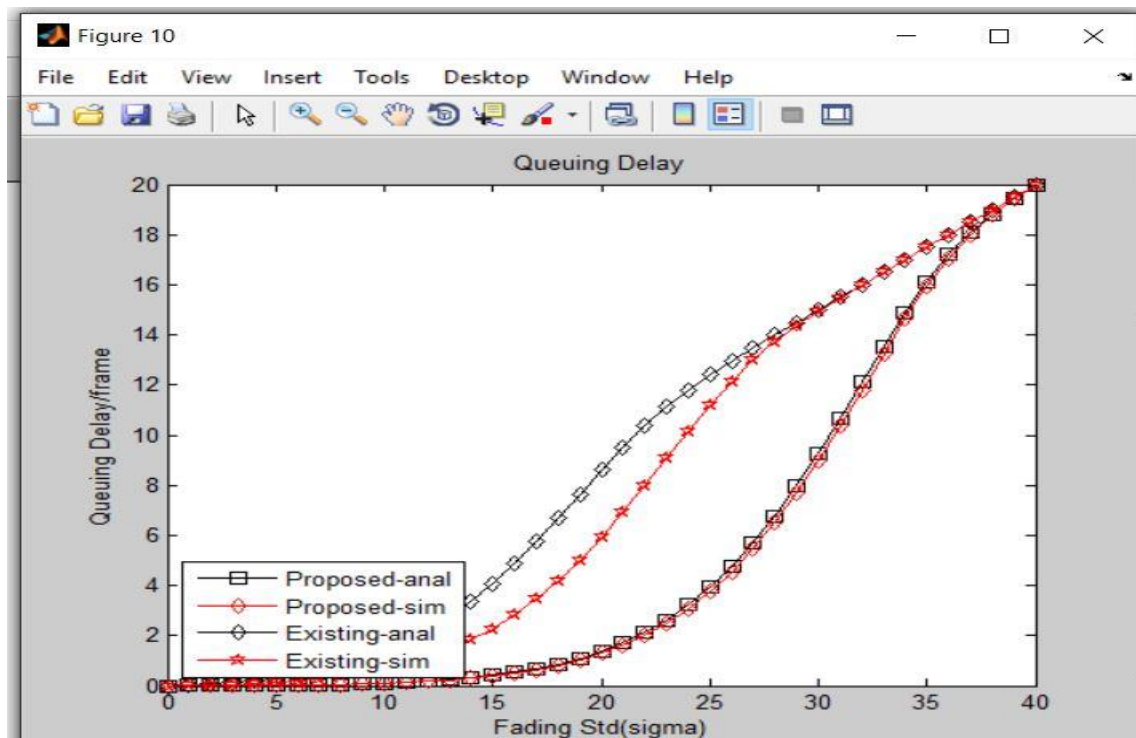 Figure 10
File Edit View Insert Tools Desktop Window Help
Queuing Delay
Queuing Delay/frame
20
18
16
14
12
10
8
6
4
2
0
Proposed-anal
Proposed-sim
Existing-anal
Existing-sim
0 5 10 15 20 25 30 35 40
Fading Std(sigma)